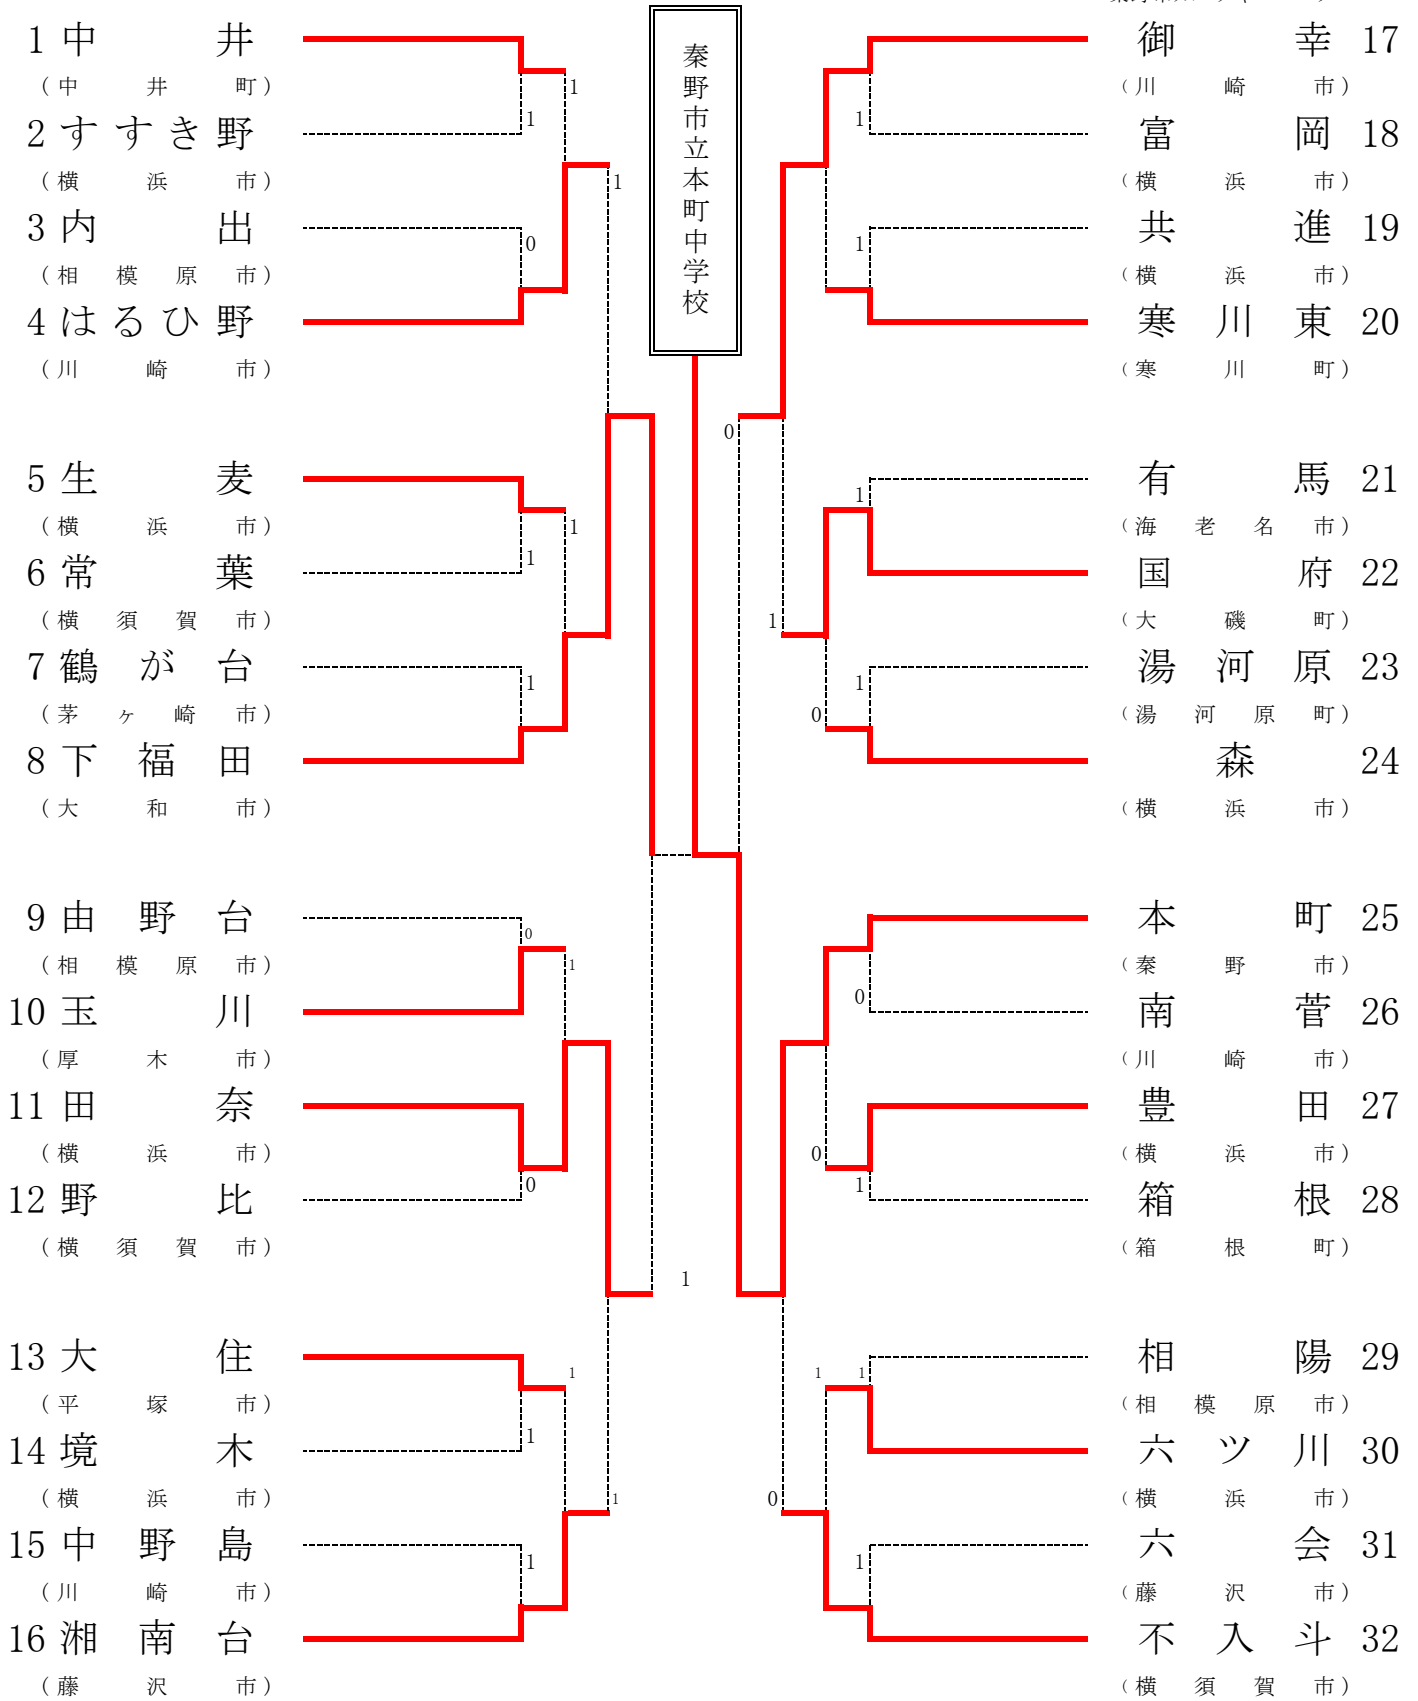 1 中井
（中井町）
2 すすき野
（横浜市）
3 内出
（相模原市）
4 はるひ野
（川崎市）
5 生麦
（横浜市）
6 常葉
（横須賀市）
7 鶴が台
（茅ヶ崎市）
8 下福田
（大和市）
9 由野台
（相模原市）
10 玉川
（厚木市）
11 田奈
（横浜市）
12 野比
（横須賀市）
13 大住
（平塚市）
14 境木
（横浜市）
15 中野島
（川崎市）
16 湘南台
（藤沢市）
1
1
1
0
1
1
1
0
1
0
1
1
1
1
秦野市立本町中学校
1
0
1
1
1
1
1
0
0
0
1
1
1
0
1
御幸 17
（川崎市）
富岡 18
（横浜市）
共進 19
（横浜市）
寒川東 20
（寒川町）
有馬 21
（海老名市）
国府 22
（大磯町）
湯河原 23
（湯河原町）
森 24
（横浜市）
本町 25
（秦野市）
南菅 26
（川崎市）
豊田 27
（横浜市）
箱根 28
（箱根町）
相陽 29
（相模原市）
六ツ川 30
（横浜市）
六会 31
（藤沢市）
不入斗 32
（横須賀市）